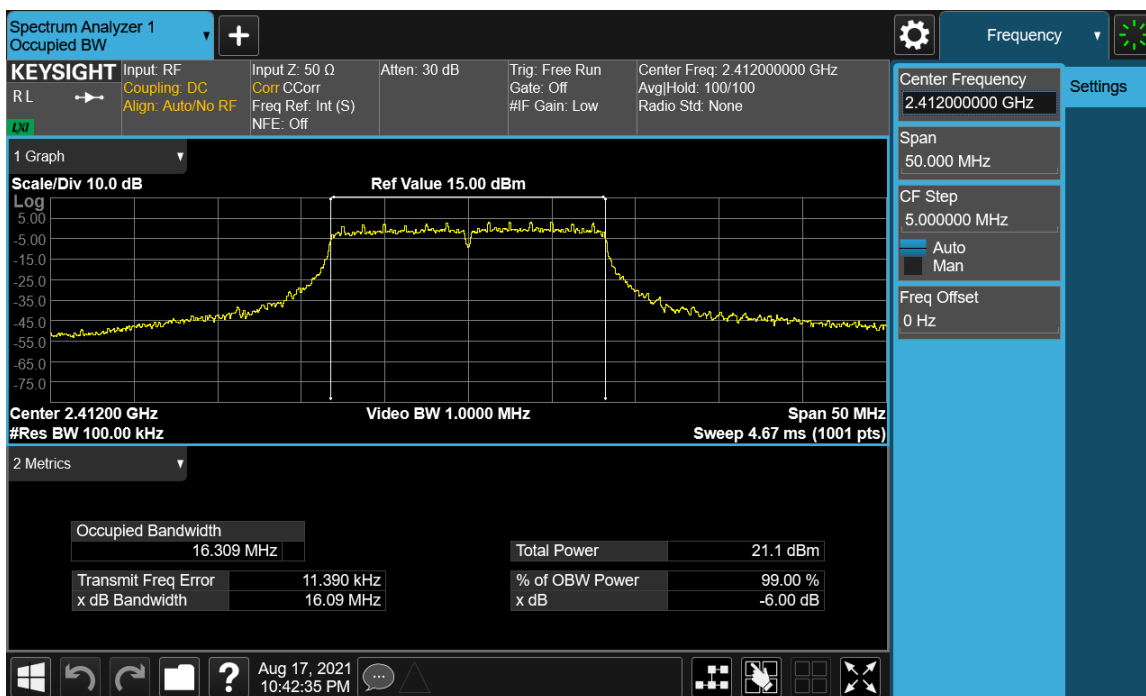 Spectrum Analyzer 1
Occupied BW
Frequency
KEYSIGHT
R L
LXI
Input: RF
Coupling: DC
Align: Auto/No RF
Input Z: 50 Ω
Corr CCorr
Freq Ref: Int (S)
NFE: Off
Atten: 30 dB
Trig: Free Run
Gate: Off
#IF Gain: Low
Center Freq: 2.412000000 GHz
Avg|Hold: 100/100
Radio Std: None
Center Frequency
2.412000000 GHz
Settings
Span
50.000 MHz
CF Step
5.000000 MHz
Auto
Man
Freq Offset
0 Hz
1 Graph
Scale/Div 10.0 dB
Ref Value 15.00 dBm
Log
5.00
-5.00
-15.0
-25.0
-35.0
-45.0
-55.0
-65.0
-75.0
Center 2.41200 GHz
Video BW 1.0000 MHz
Span 50 MHz
#Res BW 100.00 kHz
Sweep 4.67 ms (1001 pts)
2 Metrics
Occupied Bandwidth
16.309 MHz
Total Power 21.1 dBm
Transmit Freq Error 11.390 kHz
% of OBW Power 99.00 %
x dB Bandwidth 16.09 MHz
x dB -6.00 dB
?
Aug 17, 2021
10:42:35 PM